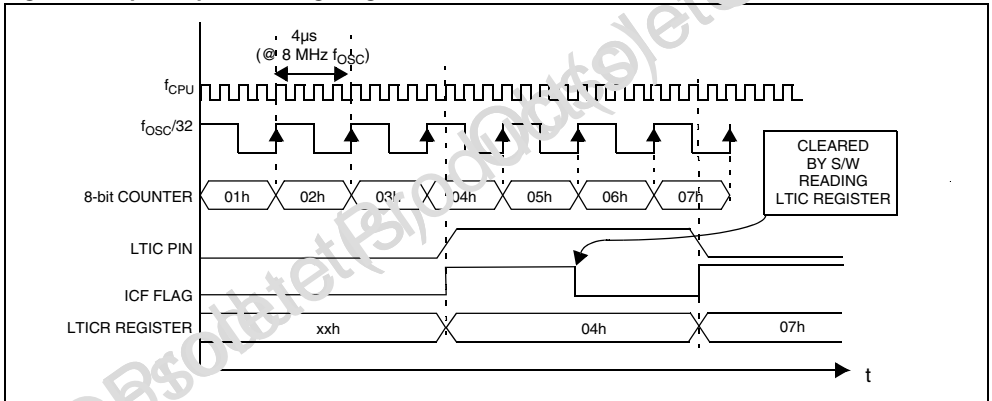 4µs
(@ 8 MHz fOSC)
fCPU
fOSC/32
CLEARED
BY S/W
READING
LTIC REGISTER
8-bit COUNTER 01h 02h 03h 04h 05h 06h 07h
LTIC PIN
ICF FLAG
LTICR REGISTER xxh 04h 07h
t